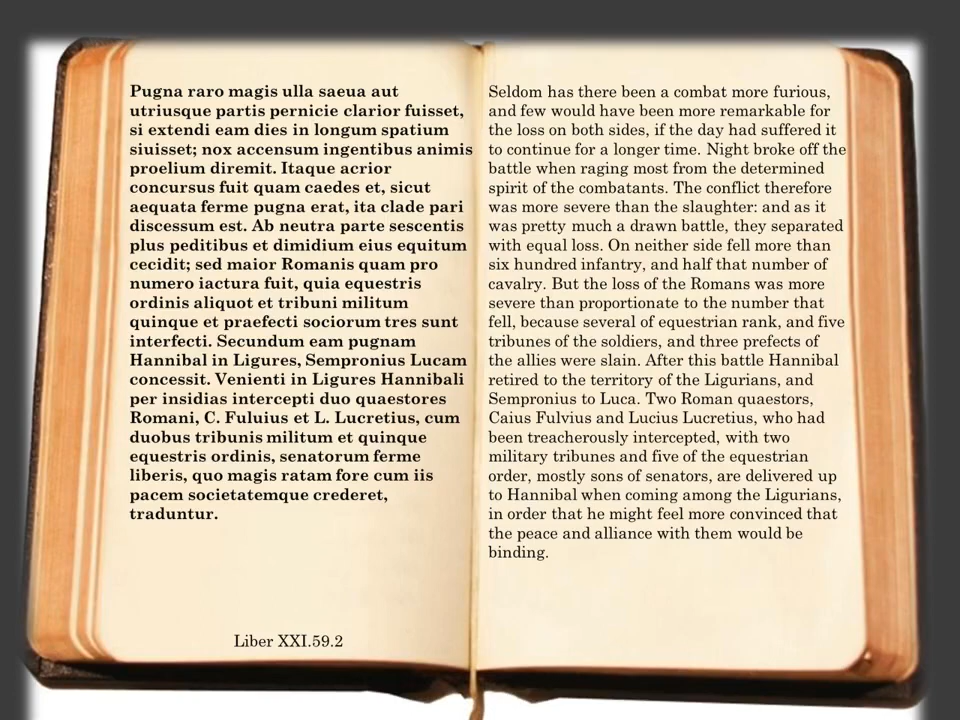 Pugna raro magis ulla saeua aut
utriusque partis pernicie clarior fuisset,
si extendi eam dies in longum spatium
siuisset; nox accensum ingentibus animis
proelium diremit. Itaque acrior
concursus fuit quam caedes et, sicut
aequata ferme pugna erat, ita clade pari
discessum est. Ab neutra parte sescentis
plus peditibus et dimidium eius equitum
cecidit; sed maior Romanis quam pro
numero iactura fuit, quia equestris
ordinis aliquot et tribuni militum
quinque et praefecti sociorum tres sunt
interfecti. Secundum eam pugnam
Hannibal in Ligures, Sempronius Lucam
concessit. Venienti in Ligures Hannibali
per insidias intercepti duo quaestores
Romani, C. Fuluius et L. Lucretius, cum
duobus tribunis militum et quinque
equestris ordinis, senatorum ferme
liberis, quo magis ratam fore cum iis
pacem societatemque crederet,
traduntur.
Liber XXI.59.2
Seldom has there been a combat more furious,
and few would have been more remarkable for
the loss on both sides, if the day had suffered it
to continue for a longer time. Night broke off the
battle when raging most from the determined
spirit of the combatants. The conflict therefore
was more severe than the slaughter: and as it
was pretty much a drawn battle, they separated
with equal loss. On neither side fell more than
six hundred infantry, and half that number of
cavalry. But the loss of the Romans was more
severe than proportionate to the number that
fell, because several of equestrian rank, and five
tribunes of the soldiers, and three prefects of
the allies were slain. After this battle Hannibal
retired to the territory of the Ligurians, and
Sempronius to Luca. Two Roman quaestors,
Caius Fulvius and Lucius Lucretius, who had
been treacherously intercepted, with two
military tribunes and five of the equestrian
order, mostly sons of senators, are delivered up
to Hannibal when coming among the Ligurians,
in order that he might feel more convinced that
the peace and alliance with them would be
binding.